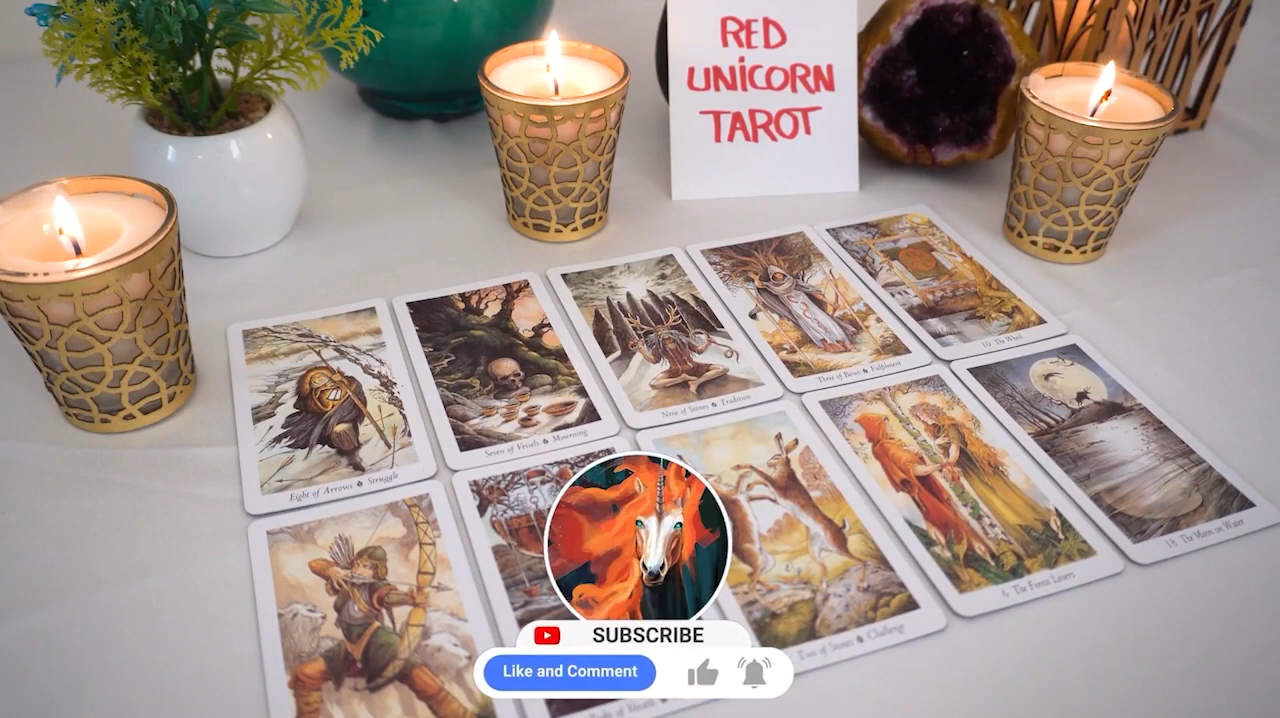 RED
UNiCORN
TAROT
10 The Wheel
Three of Bows Fulfilment
Nine of Stones Tradition
Seven of Vessels Mourning
Eight of Arrows Struggle
18 The Moon on Water
6 The Forest Lovers
Two of Stones Challenge
SUBSCRIBE
Like and Comment